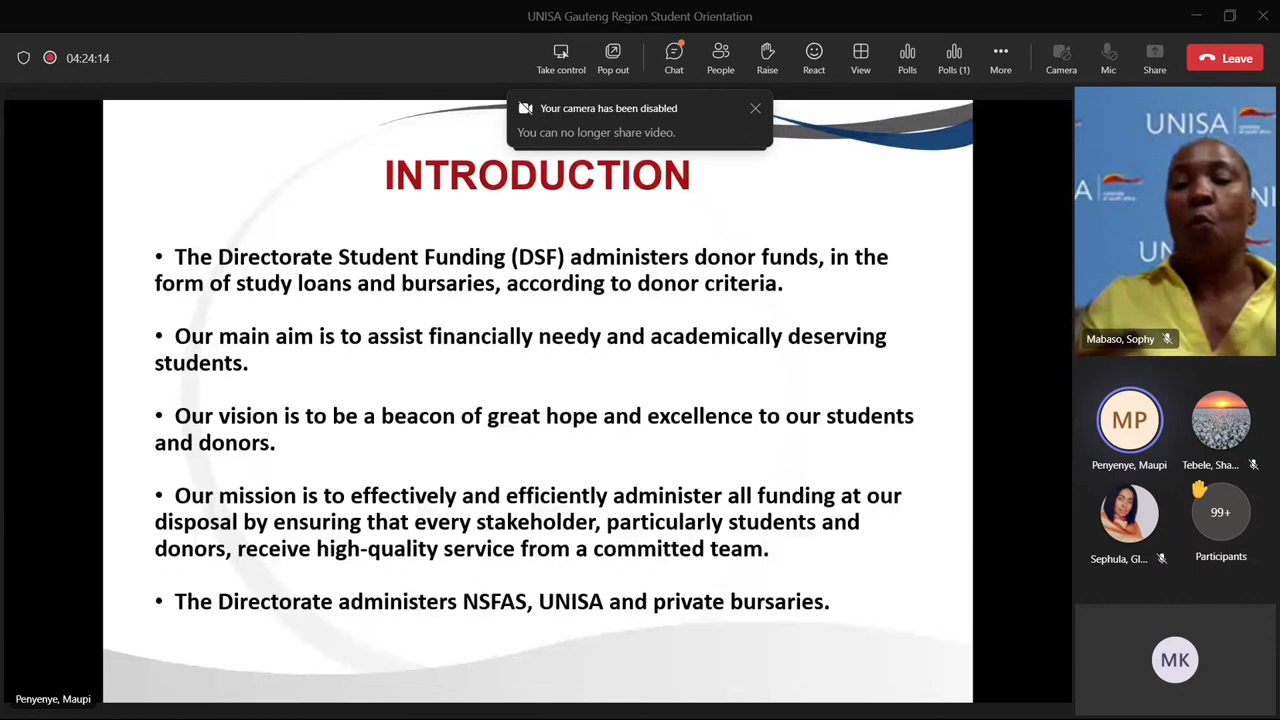 UNISA Gauteng Region Student Orientation
04:24:14
Take control
Pop out
Chat
People
Raise
React
View
Polls
Polls (1)
More
Camera
Mic
Share
Leave
Your camera has been disabled
You can no longer share video.
INTRODUCTION
• The Directorate Student Funding (DSF) administers donor funds, in the
form of study loans and bursaries, according to donor criteria.
• Our main aim is to assist financially needy and academically deserving
students.
• Our vision is to be a beacon of great hope and excellence to our students
and donors.
• Our mission is to effectively and efficiently administer all funding at our
disposal by ensuring that every stakeholder, particularly students and
donors, receive high-quality service from a committed team.
• The Directorate administers NSFAS, UNISA and private bursaries.
Penyenye, Maupi
UNISA
Mabaso, Sophy
MP
Penyenye, Maupi
Tebele, Sha...
Sephula, Gl...
99+
Participants
MK